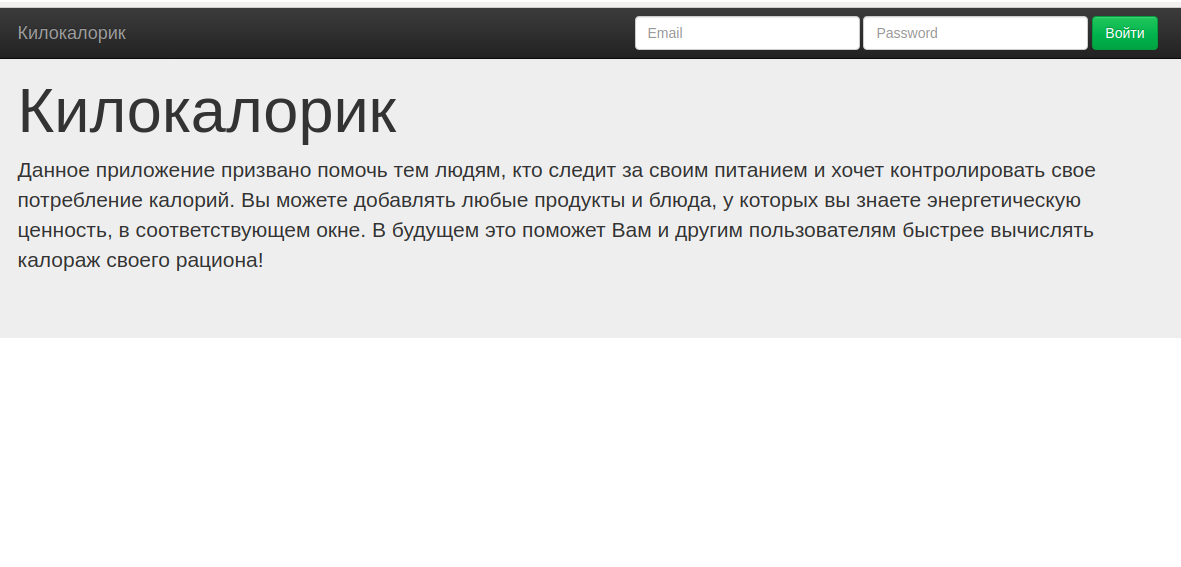 Килокалорик Email Password Войти
Килокалорик
Данное приложение призвано помочь тем людям, кто следит за своим питанием и хочет контролировать свое
потребление калорий. Вы можете добавлять любые продукты и блюда, у которых вы знаете энергетическую
ценность, в соответствующем окне. В будущем это поможет Вам и другим пользователям быстрее вычислять
калораж своего рациона!